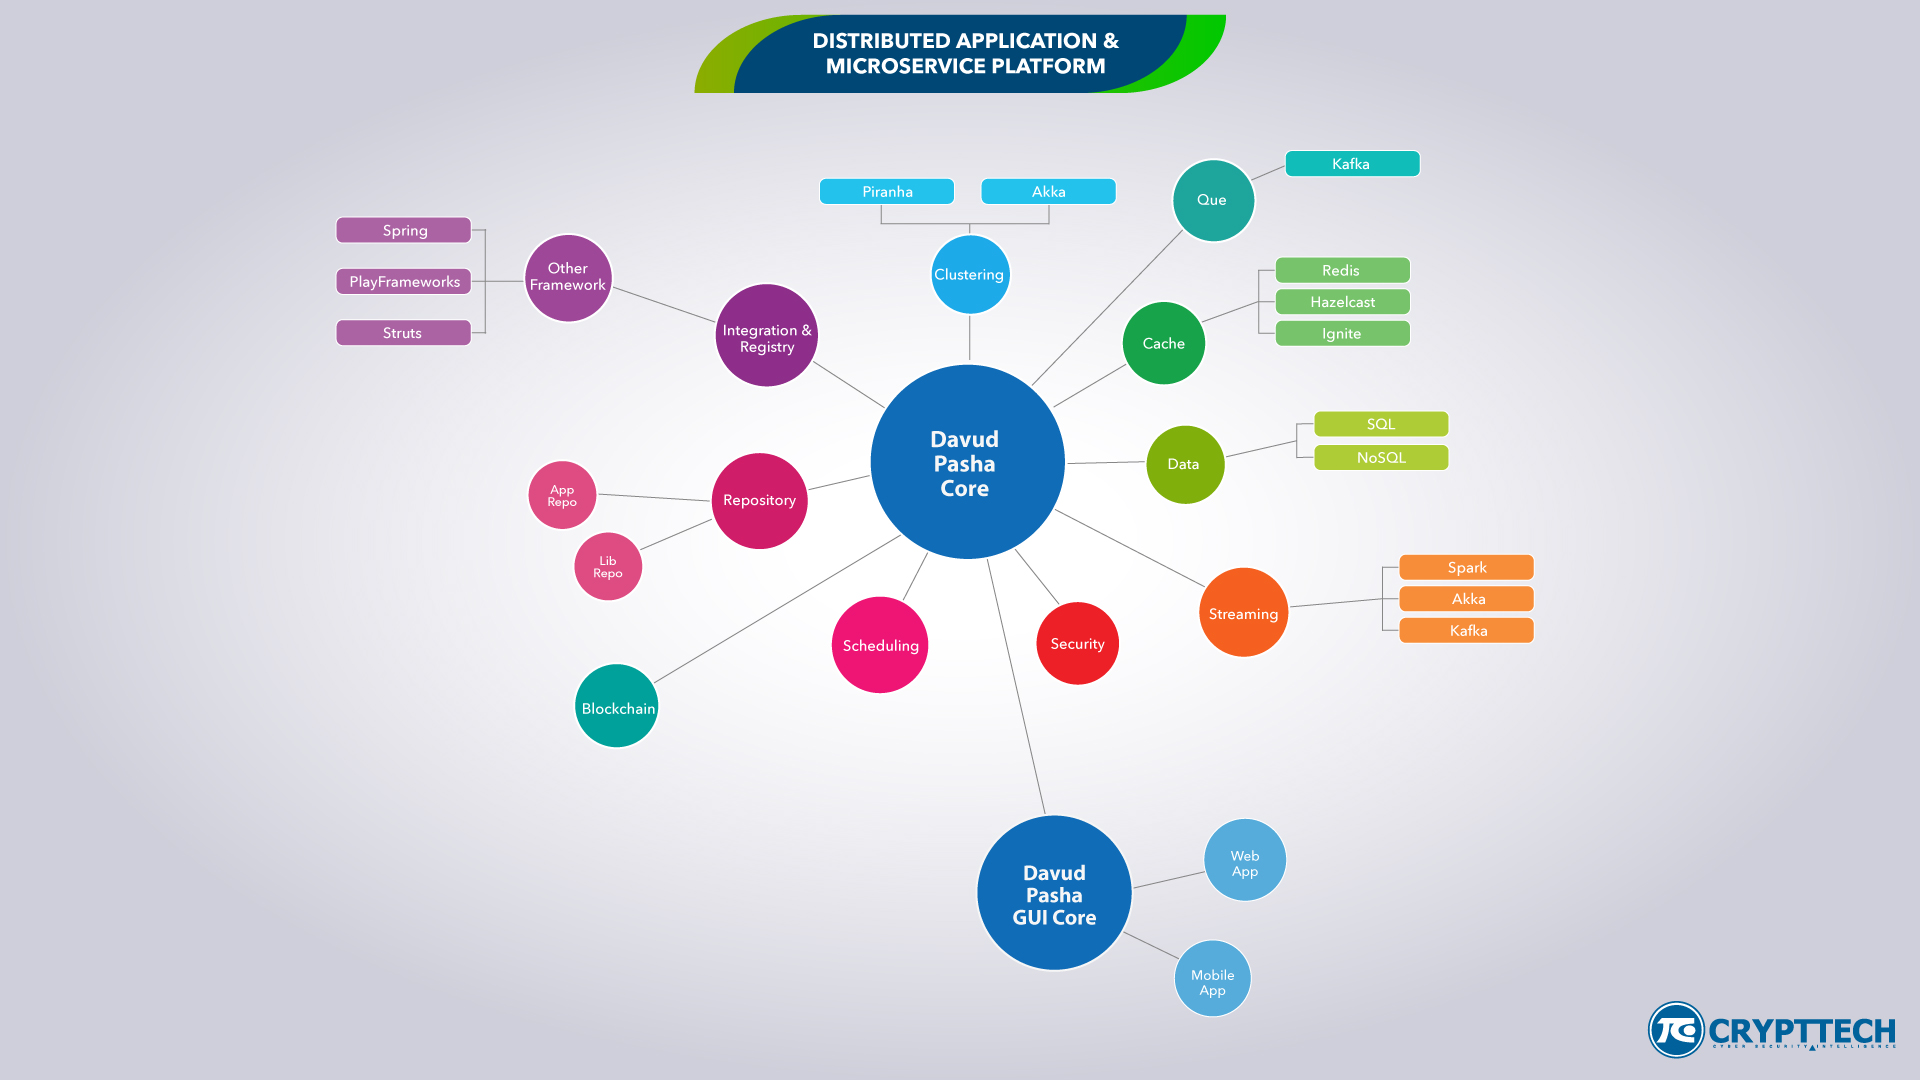 DISTRIBUTED APPLICATION &
MICROSERVICE PLATFORM
Kafka
Que
Piranha
Akka
Clustering
Spring
PlayFrameworks
Struts
Other
Framework
Integration &
Registry
Redis
Hazelcast
Ignite
Cache
Davud
Pasha
Core
SQL
NoSQL
Data
App
Repo
Lib
Repo
Repository
Spark
Akka
Kafka
Streaming
Scheduling
Security
Blockchain
Davud
Pasha
GUI Core
Web
App
Mobile
App
TC CRYPTTECH
CYBER SECURITY INTELLIGENCE